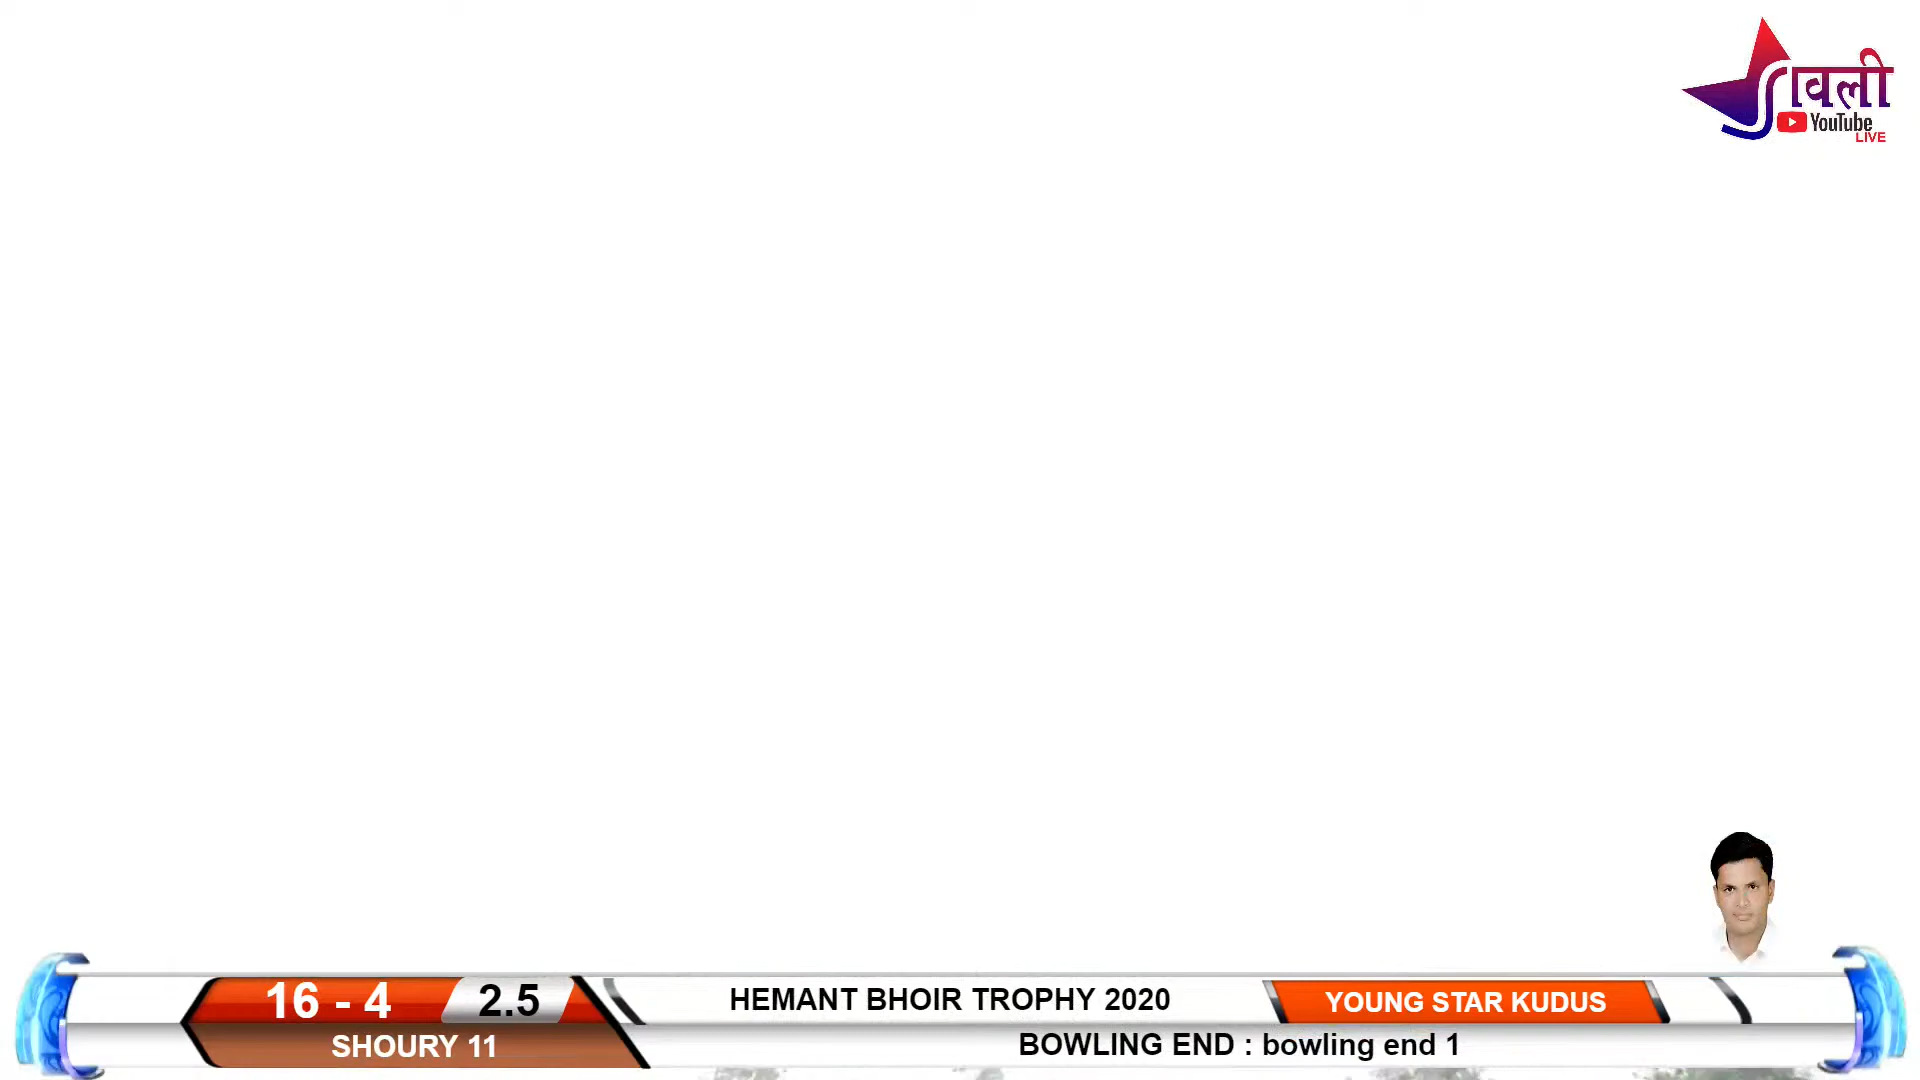 YouTube
LIVE
16 - 4 2.5 HEMANT BHOIR TROPHY 2020 YOUNG STAR KUDUS
SHOURY 11 BOWLING END : bowling end 1